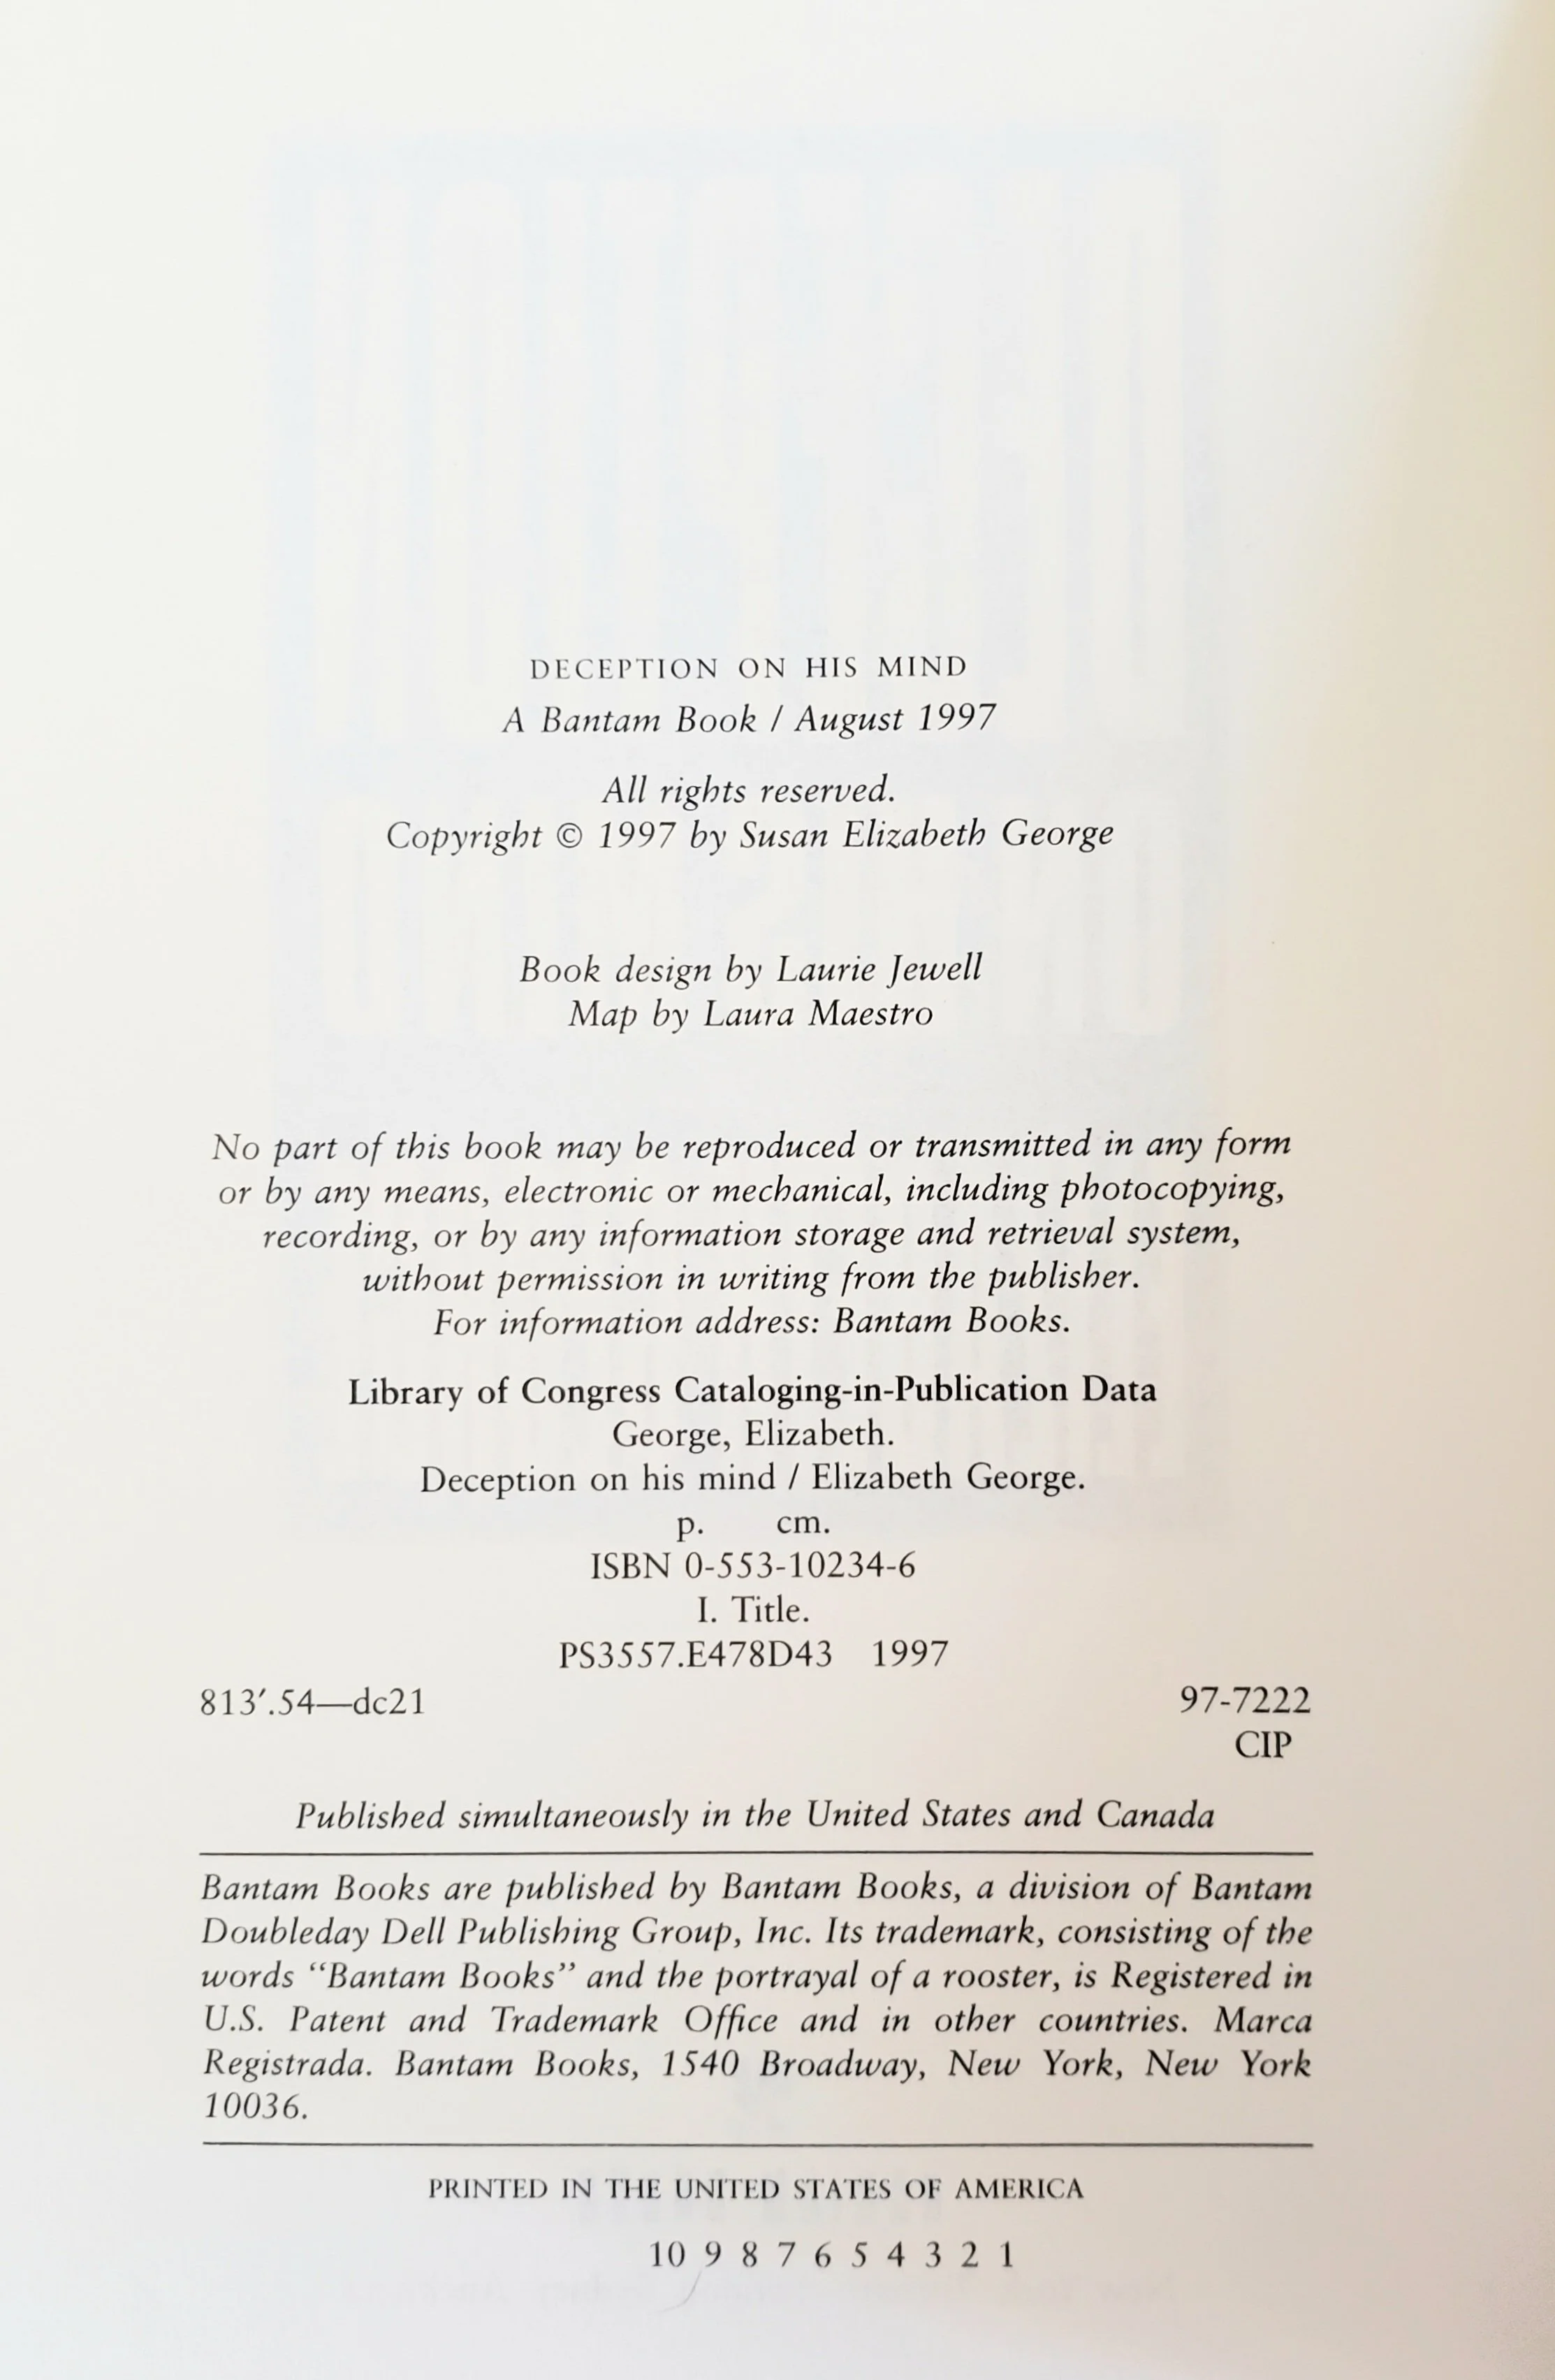 DECEPTION ON HIS MIND
A Bantam Book / August 1997
All rights reserved.
Copyright © 1997 by Susan Elizabeth George
Book design by Laurie Jewell
Map by Laura Maestro
No part of this book may be reproduced or transmitted in any form
or by any means, electronic or mechanical, including photocopying,
recording, or by any information storage and retrieval system,
without permission in writing from the publisher.
For information address: Bantam Books.
Library of Congress Cataloging-in-Publication Data
George, Elizabeth.
Deception on his mind / Elizabeth George.
p. cm.
ISBN 0-553-10234-6
I. Title.
PS3557.E478D43 1997
813′.54—dc21 97-7222
CIP
Published simultaneously in the United States and Canada
Bantam Books are published by Bantam Books, a division of Bantam
Doubleday Dell Publishing Group, Inc. Its trademark, consisting of the
words “Bantam Books” and the portrayal of a rooster, is Registered in
U.S. Patent and Trademark Office and in other countries. Marca
Registrada. Bantam Books, 1540 Broadway, New York, New York
10036.
PRINTED IN THE UNITED STATES OF AMERICA
10 9 8 7 6 5 4 3 2 1